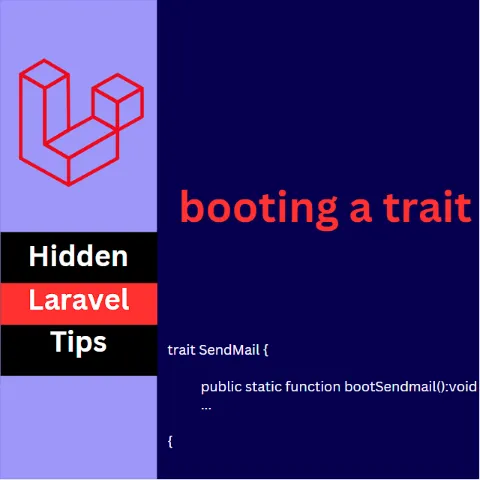 booting a trait
Hidden
Laravel
Tips
trait SendMail {
public static function bootSendmail():void
...
{